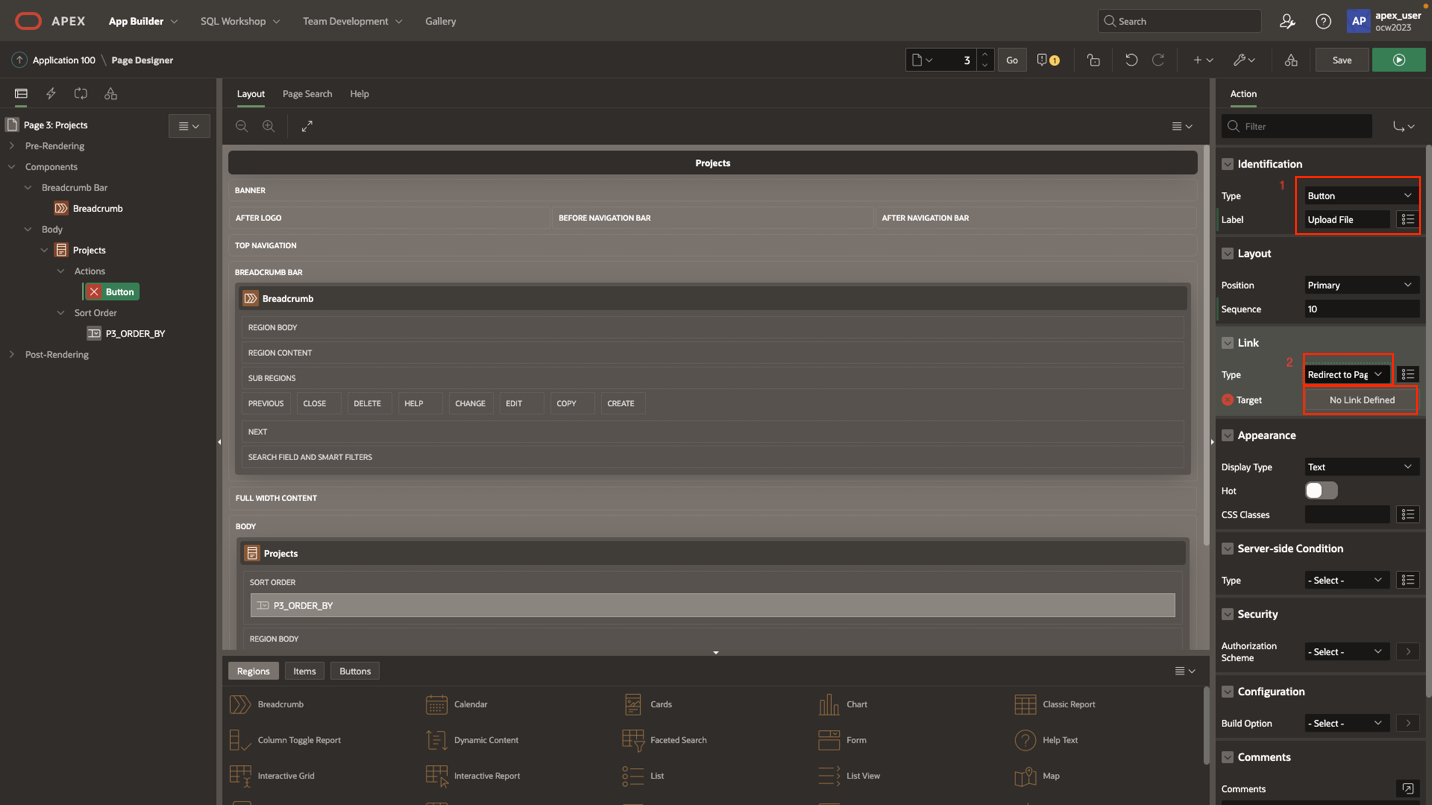 APEX App Builder SQL Workshop Team Development Gallery Search AP apex_user
ocw2023
Application 100 \ Page Designer 3 Go 1 Save
Page 3: Projects
Pre-Rendering
Components
Breadcrumb Bar
Breadcrumb
Body
Projects
Actions
Button
Sort Order
P3_ORDER_BY
Post-Rendering
Layout Page Search Help
Projects
BANNER
AFTER LOGO BEFORE NAVIGATION BAR AFTER NAVIGATION BAR
TOP NAVIGATION
BREADCRUMB BAR
Breadcrumb
REGION BODY
REGION CONTENT
SUB REGIONS
PREVIOUS CLOSE DELETE HELP CHANGE EDIT COPY CREATE
NEXT
SEARCH FIELD AND SMART FILTERS
FULL WIDTH CONTENT
BODY
Projects
SORT ORDER
P3_ORDER_BY
REGION BODY
Regions Items Buttons
Breadcrumb Calendar Cards Chart Classic Report
Column Toggle Report Dynamic Content Faceted Search Form Help Text
Interactive Grid Interactive Report List List View Map
Action
Filter
Identification
1
Type Button
Label Upload File
Layout
Position Primary
Sequence 10
Link
2
Type Redirect to Pag
Target No Link Defined
Appearance
Display Type Text
Hot
CSS Classes
Server-side Condition
Type - Select -
Security
Authorization
Scheme - Select -
Configuration
Build Option - Select -
Comments
Comments